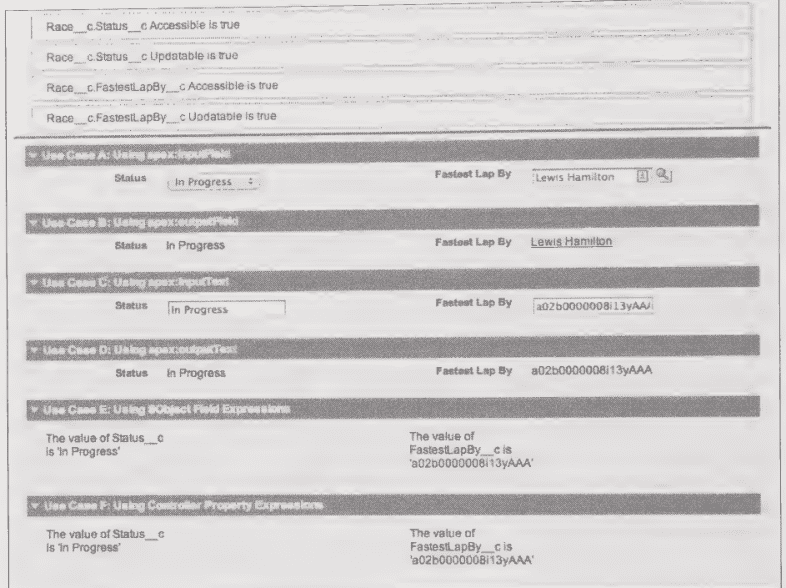 Race__c.Status__c Accessible is true
Race__c.Status__c Updatable is true
Race__c.FastestLapBy__c Accessible is true
Race__c.FastestLapBy__c Updatable is true
Use Case A: Using apex:inputField
Status In Progress Fastest Lap By Lewis Hamilton
Use Case B: Using apex:outputField
Status In Progress Fastest Lap By Lewis Hamilton
Use Case C: Using apex:inputText
Status In Progress Fastest Lap By a02b0000008i13yAA
Use Case D: Using apex:outputText
Status In Progress Fastest Lap By a02b0000008i13yAAA
Use Case E: Using SObject Field Expressions
The value of Status__c
is 'In Progress'
The value of
FastestLapBy__c is
'a02b0000008i13yAAA'
Use Case F: Using Controller Property Expressions
The value of Status__c
is 'In Progress'
The value of
FastestLapBy__c is
'a02b0000008i13yAAA'